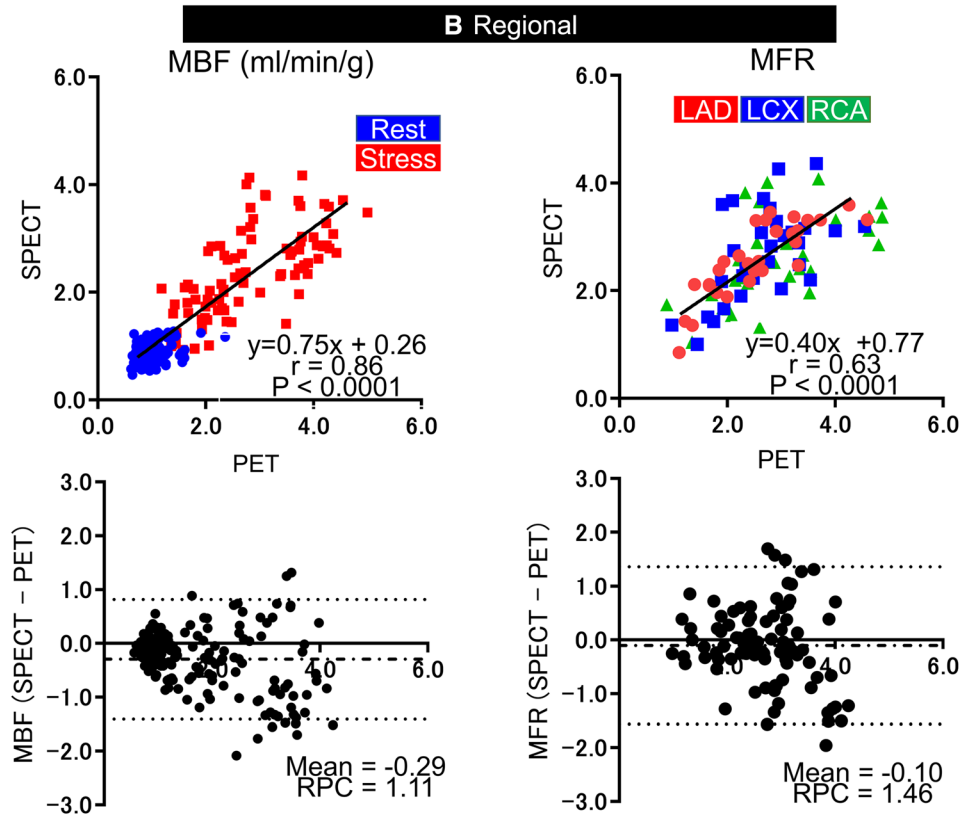 B Regional
MBF (ml/min/g)
6.0
4.0
2.0
0.0
SPECT
Rest
Stress
y=0.75x + 0.26
r = 0.86
P < 0.0001
0.0 2.0 4.0 6.0
PET
MFR
6.0
4.0
2.0
0.0
SPECT
LAD LCX RCA
y=0.40x +0.77
r = 0.63
P < 0.0001
0.0 2.0 4.0 6.0
PET
3.0
2.0
1.0
0.0
−1.0
−2.0
−3.0
MBF (SPECT − PET)
4.0 6.0
Mean = -0.29
RPC = 1.11
3.0
2.0
1.0
0.0
−1.0
−2.0
−3.0
MFR (SPECT − PET)
4.0 6.0
Mean = -0.10
RPC = 1.46